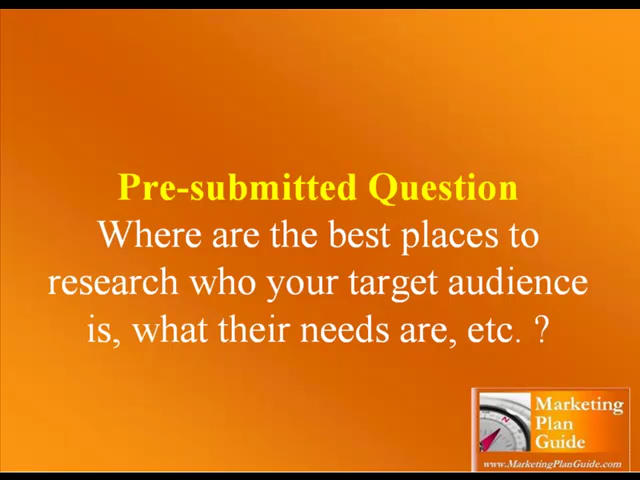 Pre-submitted Question
Where are the best places to
research who your target audience
is, what their needs are, etc. ?
Marketing
Plan
Guide
www.MarketingPlanGuide.com